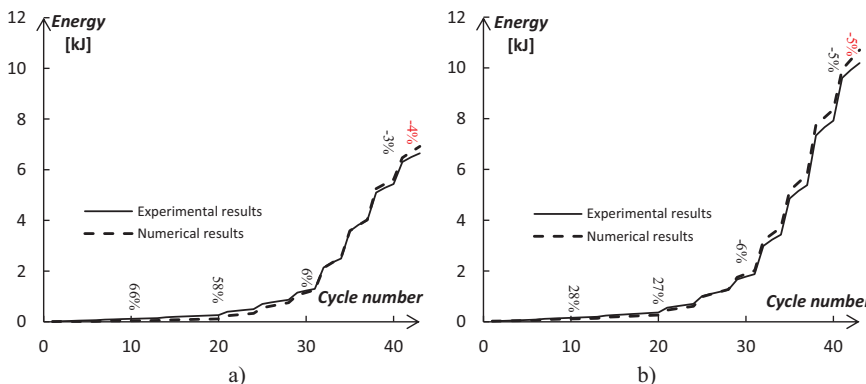 12
Energy
[kJ]
10
8
6
4
2
0
-3%
-4%
Experimental results
Numerical results
66%
58%
6%
Cycle number
0 10 20 30 40
a)
12
Energy
[kJ]
10
8
6
4
2
0
-5%
-5%
Experimental results
Numerical results
28%
27%
-6%
Cycle number
0 10 20 30 40
b)